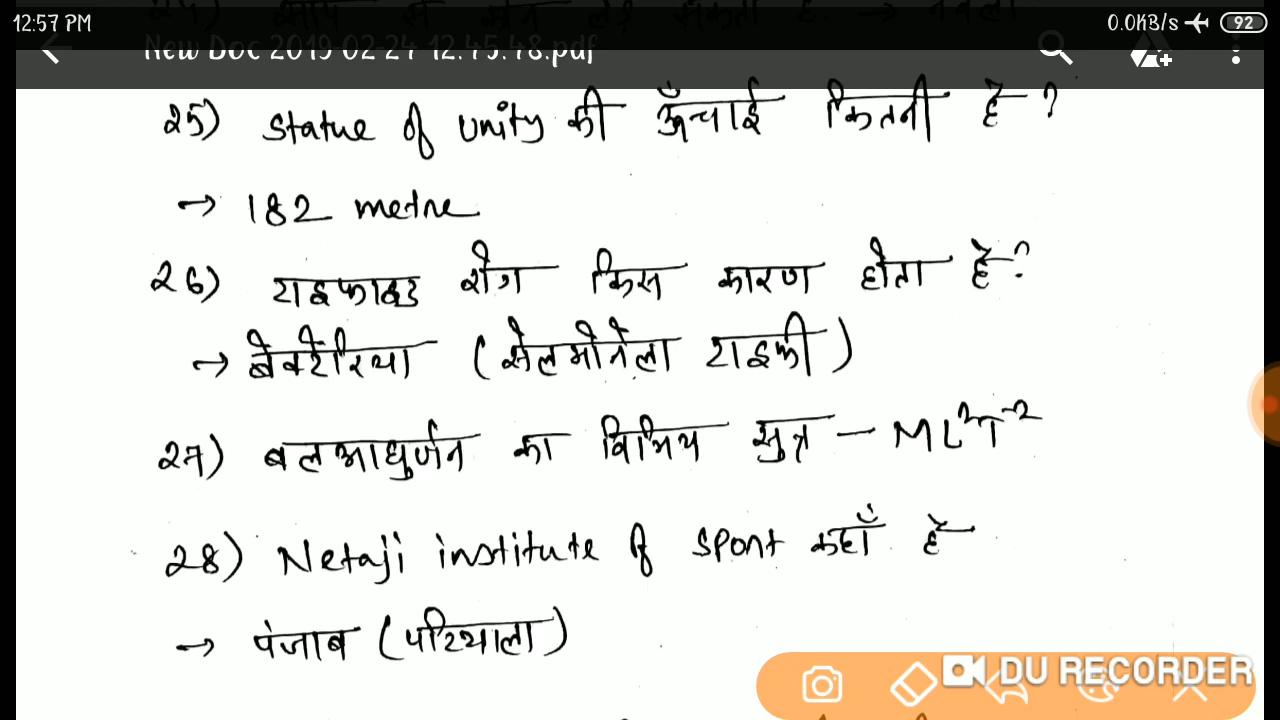 12:57 PM
0.0KB/s 92
New Doc 2019-02-24 12.45.48.pdf
25) Statue of unity की ऊँचाई कितनी है ?
→ 182 metre
26) टाइफाइड रोग किस कारण होता है ?
→ बेक्टेरिया (सेलमोनेला टाइफी)
27) बलआधुर्जन का विमिय सुत्र - ML²T⁻²
28) Netaji institute of sport कहाँ है
→ पंजाब (पटियाला)
DU RECORDER